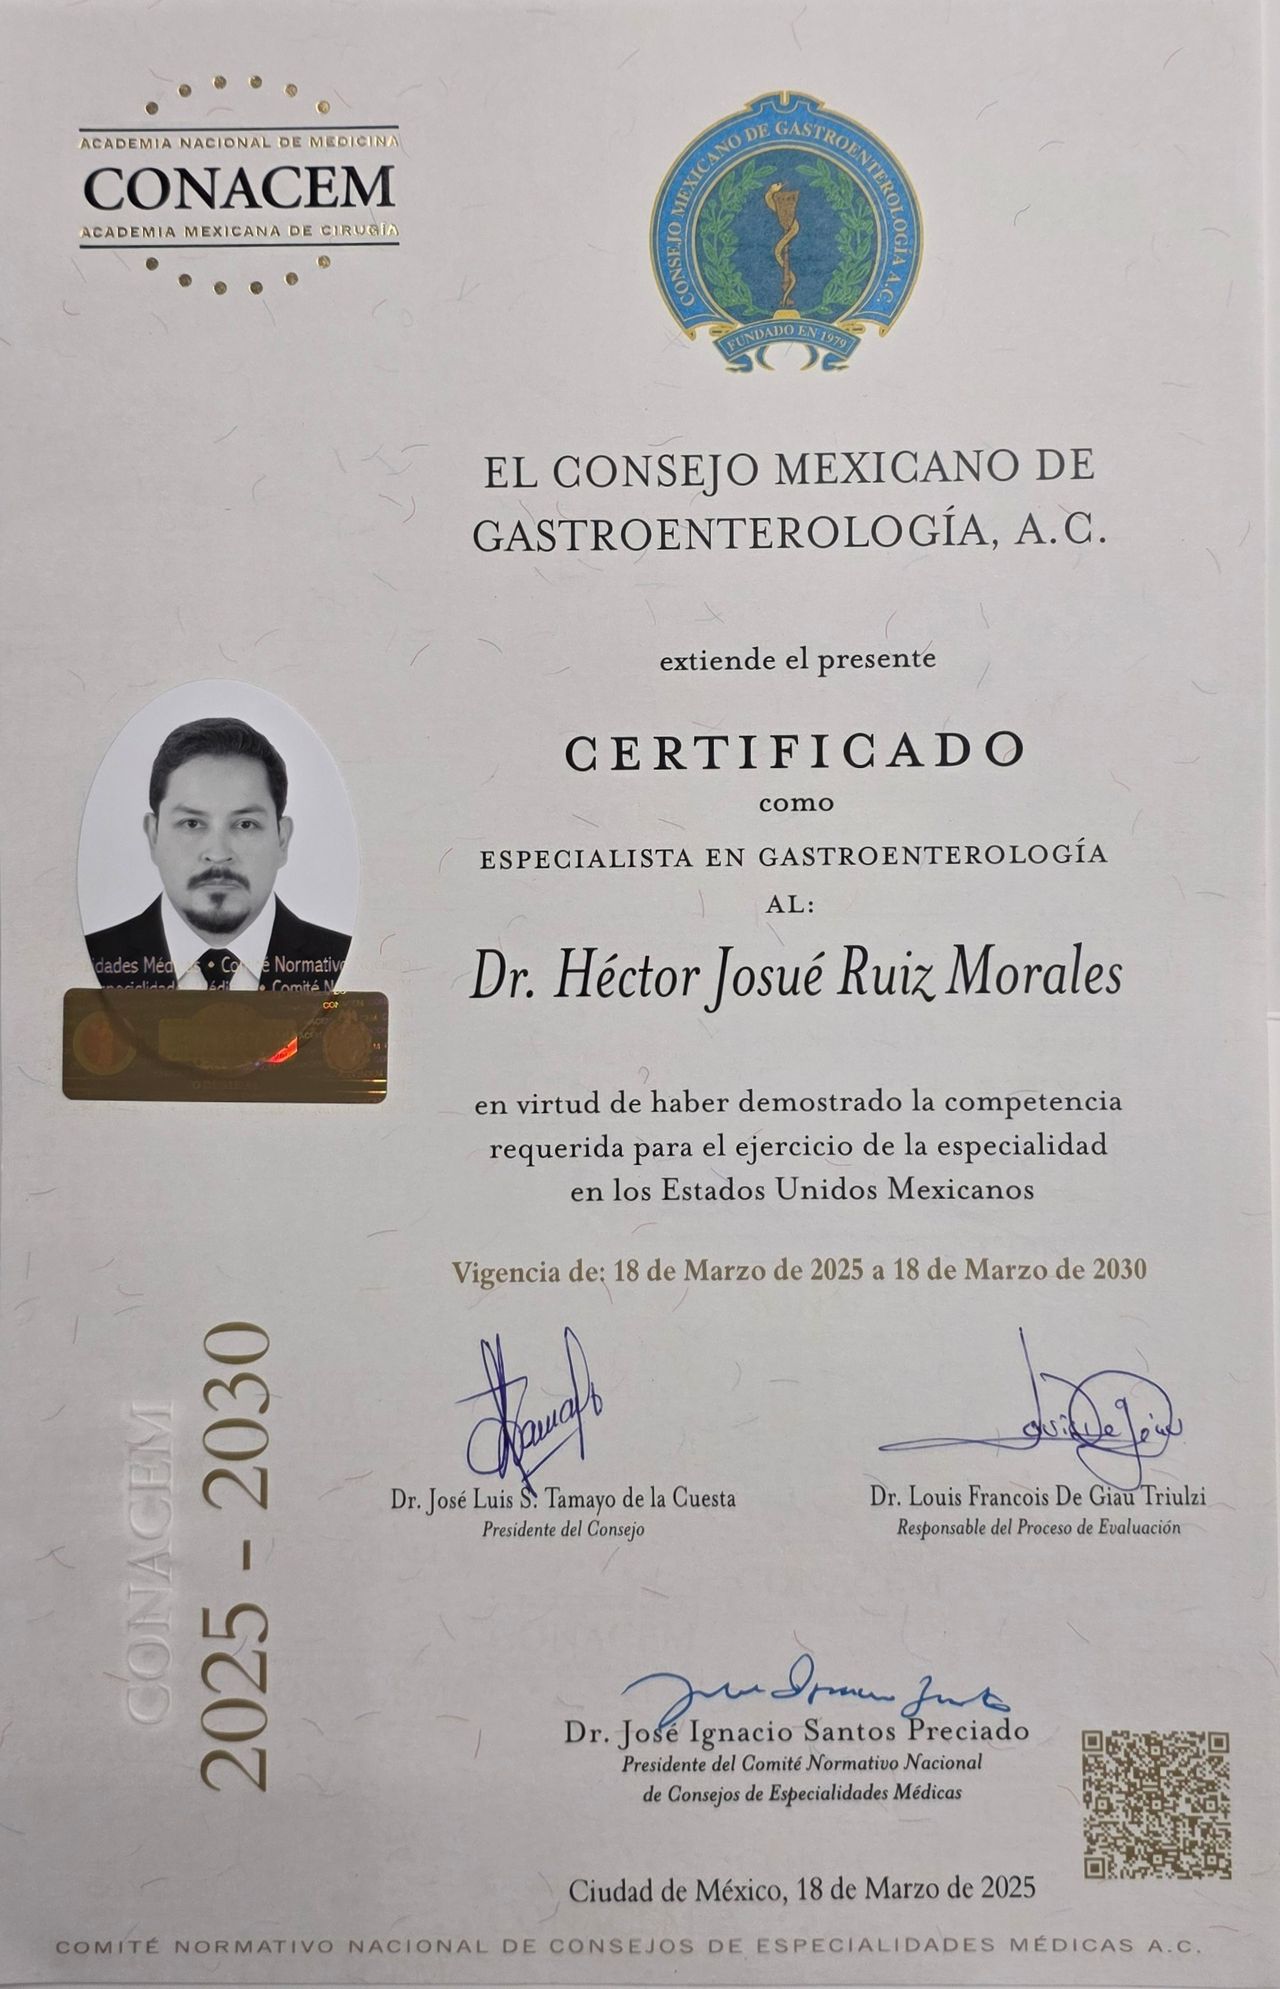 ACADEMIA NACIONAL DE MEDICINA
CONACEM
ACADEMIA MEXICANA DE CIRUGÍA
CONSEJO MEXICANO DE GASTROENTEROLOGÍA A.C.
FUNDADO EN 1979
EL CONSEJO MEXICANO DE
GASTROENTEROLOGÍA, A.C.
extiende el presente
CERTIFICADO
como
ESPECIALISTA EN GASTROENTEROLOGÍA
AL:
Dr. Héctor Josué Ruiz Morales
en virtud de haber demostrado la competencia
requerida para el ejercicio de la especialidad
en los Estados Unidos Mexicanos
Vigencia de: 18 de Marzo de 2025 a 18 de Marzo de 2030
Dr. José Luis S. Tamayo de la Cuesta
Presidente del Consejo
Dr. Louis Francois De Giau Triulzi
Responsable del Proceso de Evaluación
Dr. José Ignacio Santos Preciado
Presidente del Comité Normativo Nacional
de Consejos de Especialidades Médicas
Ciudad de México, 18 de Marzo de 2025
CONACEM
2025 - 2030
COMITÉ NORMATIVO NACIONAL DE CONSEJOS DE ESPECIALIDADES MÉDICAS A.C.